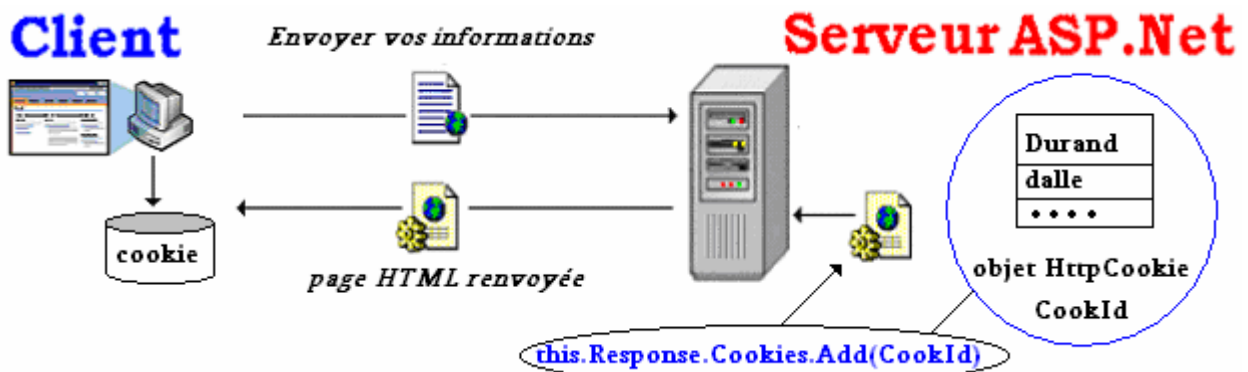 Client
Envoyer vos informations
Serveur ASP.Net
Durand
dalle
• • • •
cookie
page HTML renvoyée
objet HttpCookie
CookId
this.Response.Cookies.Add(CookId)